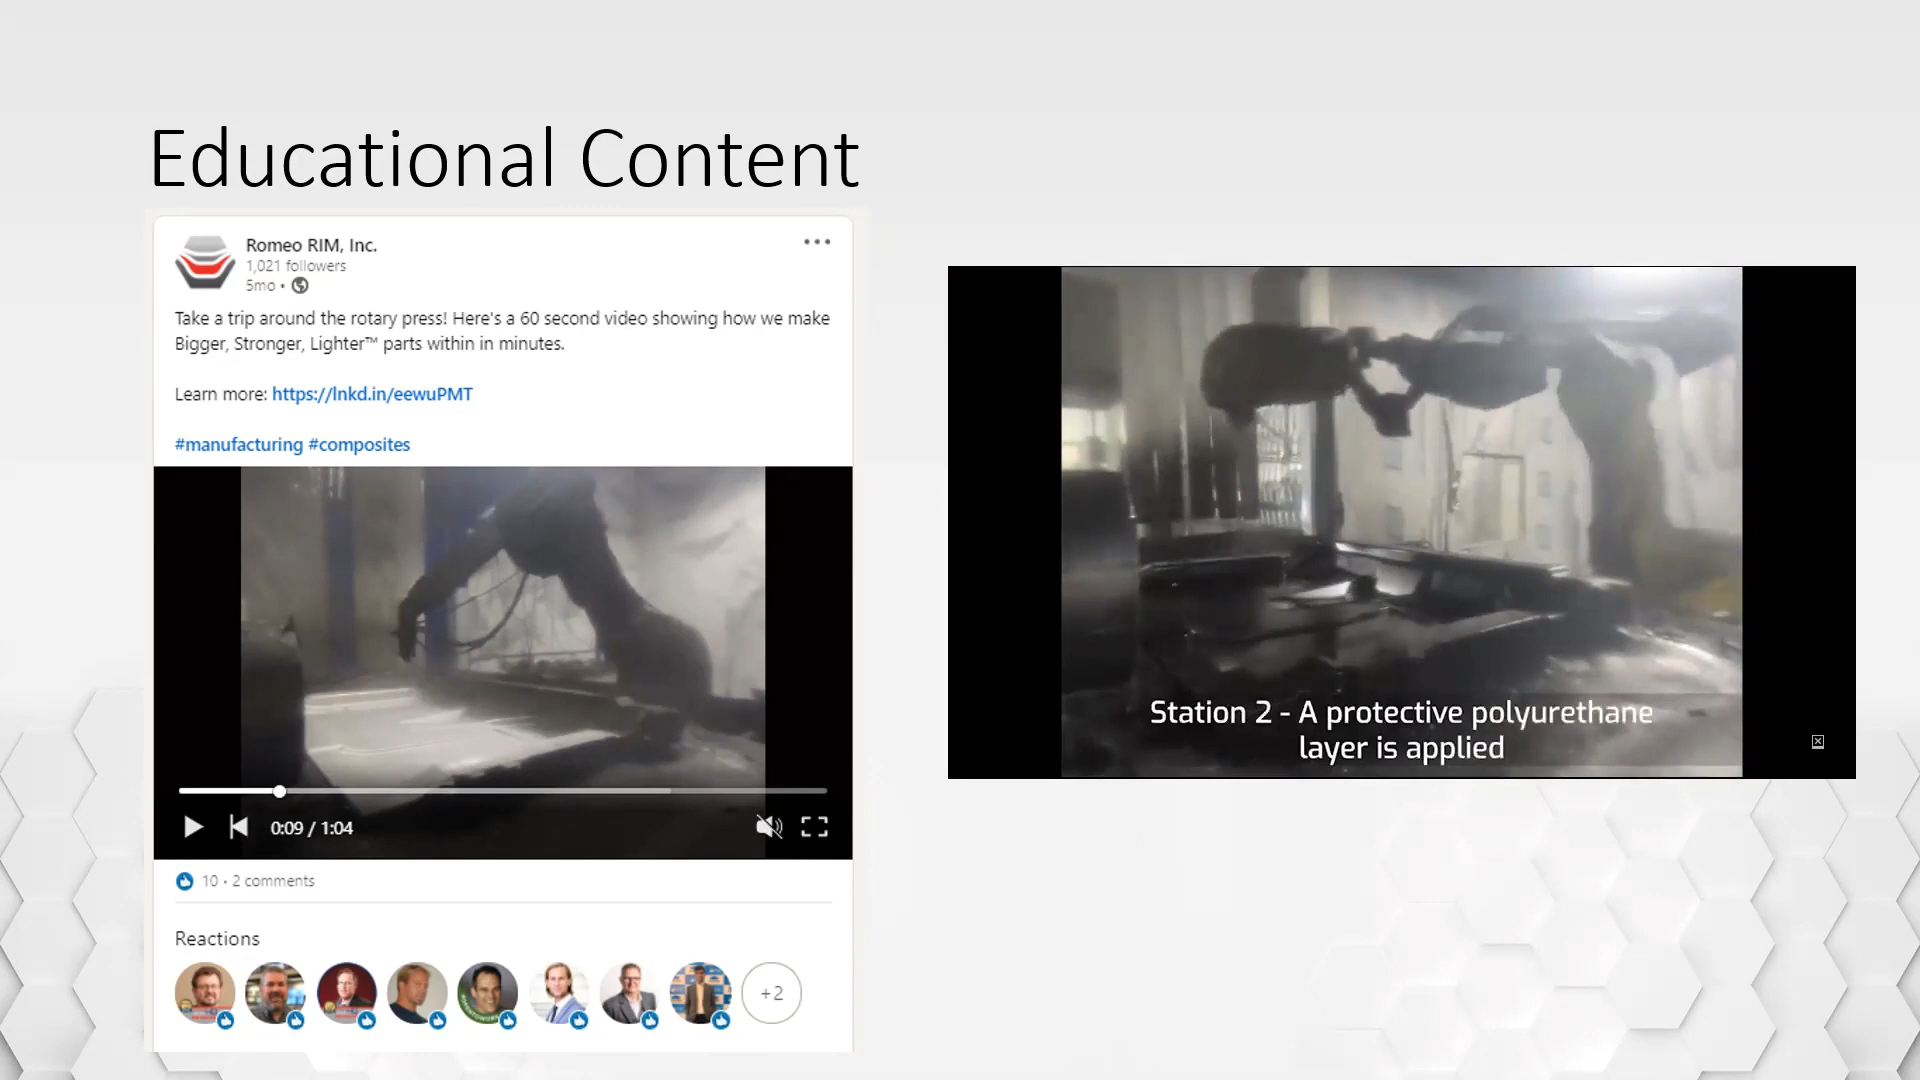 Educational Content
Romeo RIM, Inc.
1,021 followers
5mo •
Take a trip around the rotary press! Here's a 60 second video showing how we make
Bigger, Stronger, Lighter™ parts within in minutes.
Learn more: https://lnkd.in/eewuPMT
#manufacturing #composites
0:09 / 1:04
10 • 2 comments
Reactions
+2
Station 2 - A protective polyurethane
layer is applied